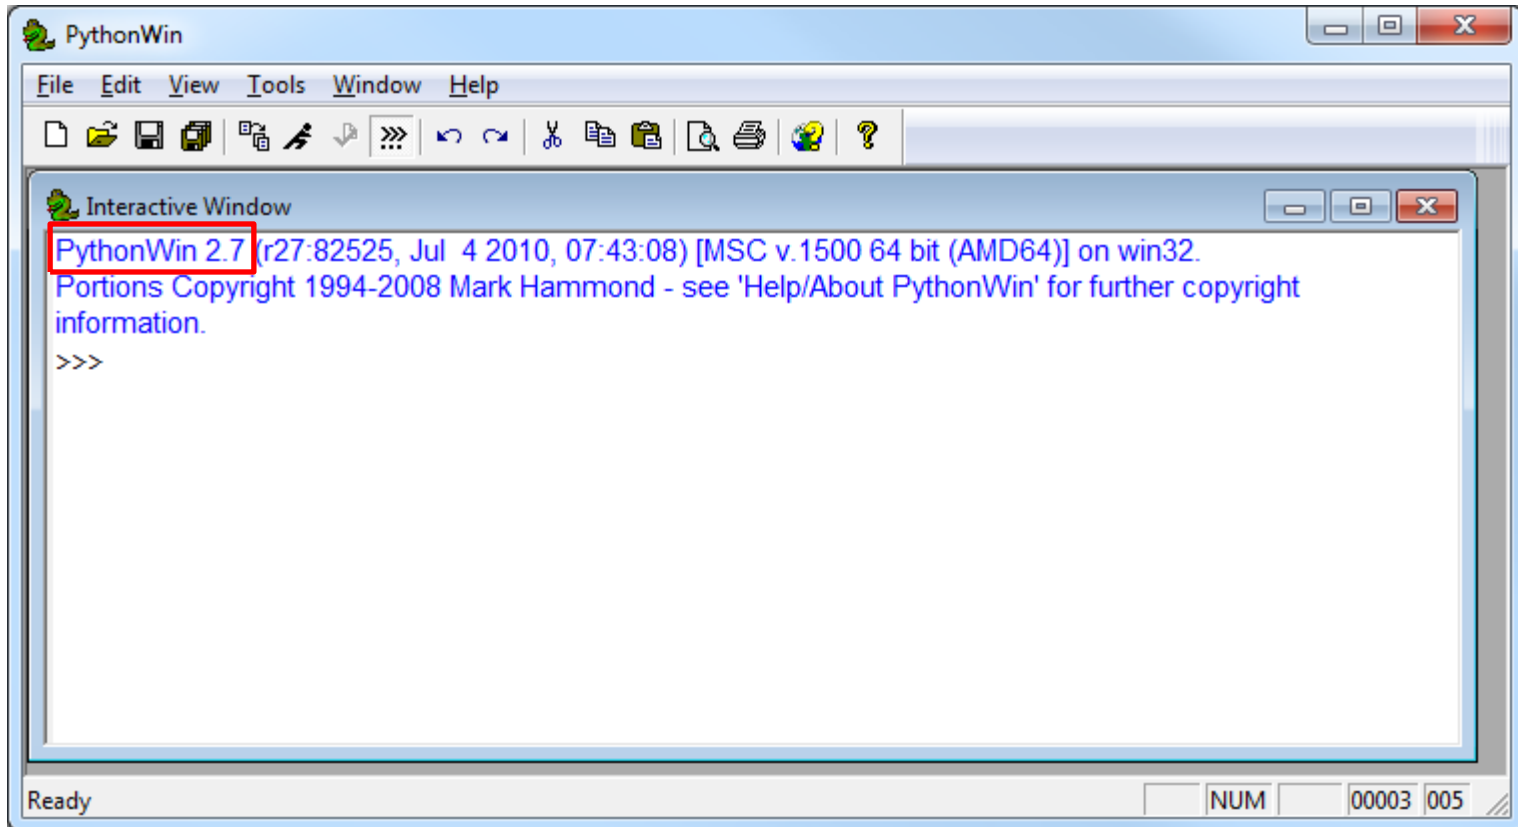 PythonWin
File Edit View Tools Window Help
Interactive Window
PythonWin 2.7 (r27:82525, Jul  4 2010, 07:43:08) [MSC v.1500 64 bit (AMD64)] on win32.
Portions Copyright 1994-2008 Mark Hammond - see 'Help/About PythonWin' for further copyright
information.
>>>
Ready NUM 00003 005